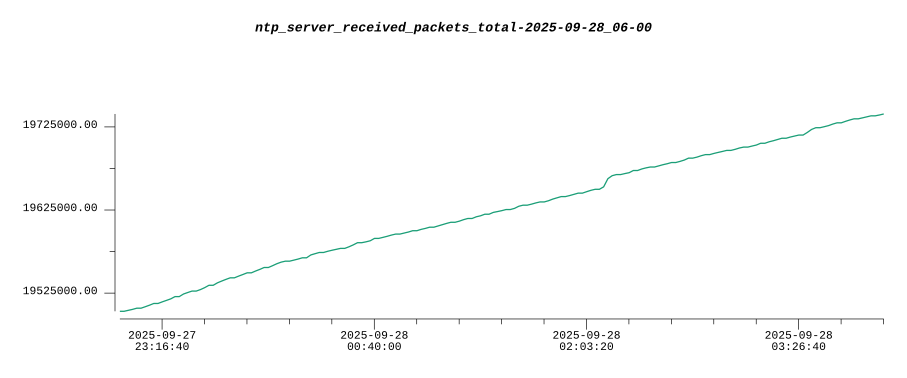 ntp_server_received_packets_total-2025-09-28_06-00
19725000.00
19625000.00
19525000.00
2025-09-27 2025-09-28 2025-09-28 2025-09-28
23:16:40 00:40:00 02:03:20 03:26:40